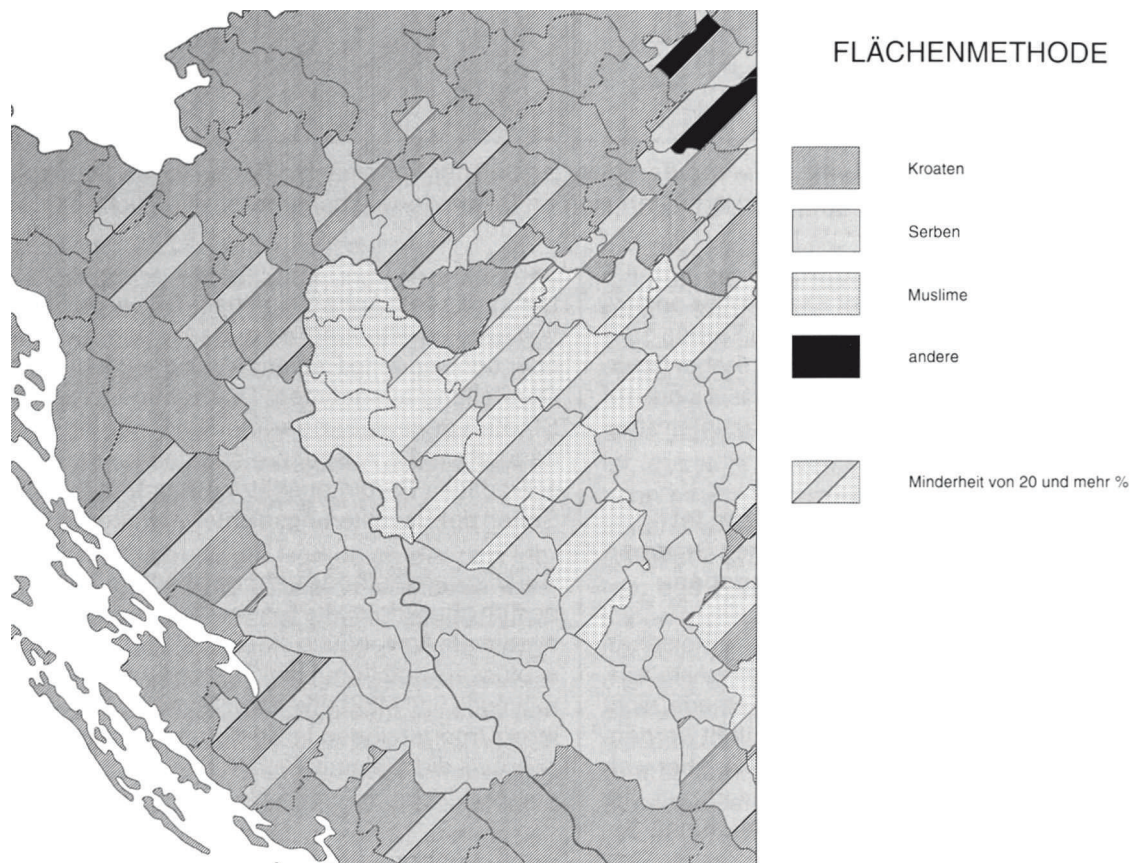 FLÄCHENMETHODE
Kroaten
Serben
Muslime
andere
Minderheit von 20 und mehr %